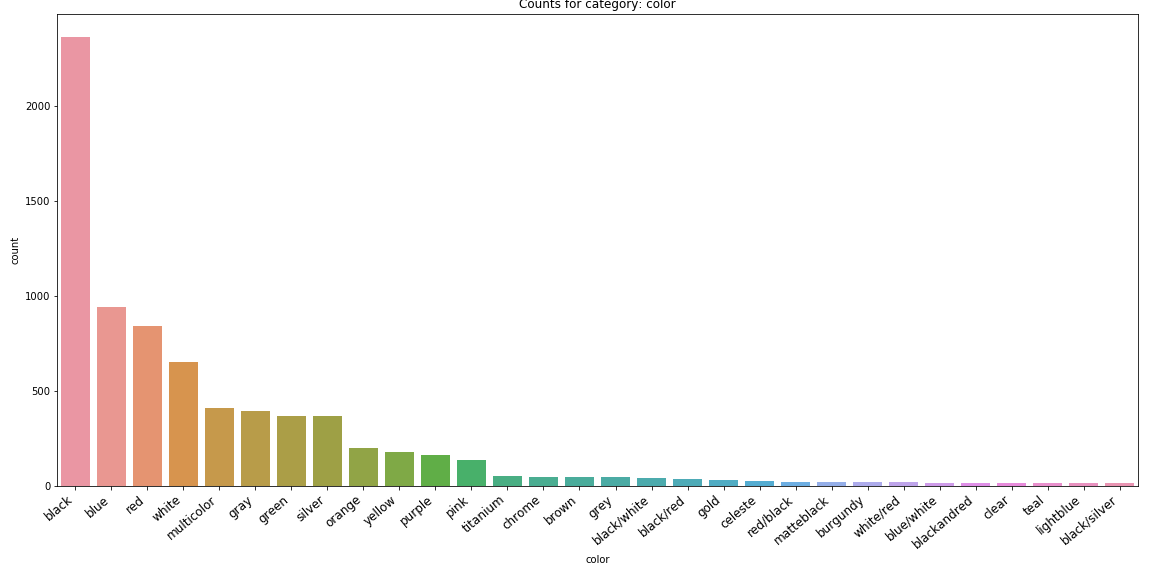 Counts for category: color
2000
1500
1000
500
0
count
black
blue
red
white
multicolor
gray
green
silver
orange
yellow
purple
pink
titanium
chrome
brown
grey
black/white
black/red
gold
celeste
red/black
matteblack
burgundy
white/red
blue/white
blackandred
clear
teal
lightblue
black/silver
color